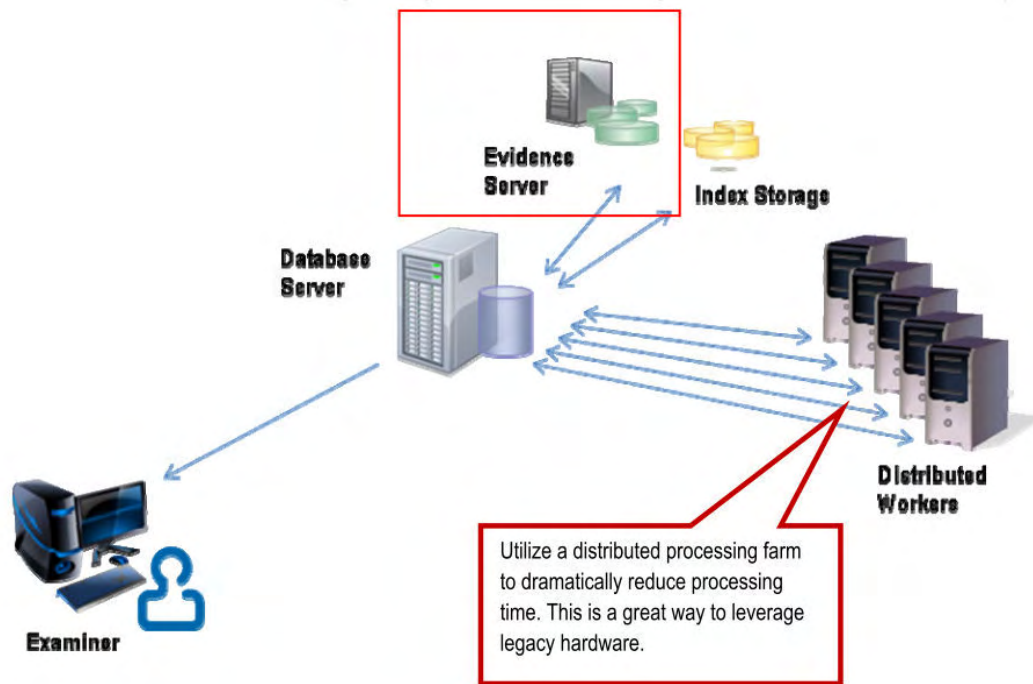 Evidence
Server
Index Storage
Database
Server
Distributed
Workers
Utilize a distributed processing farm
to dramatically reduce processing
time. This is a great way to leverage
legacy hardware.
Examiner